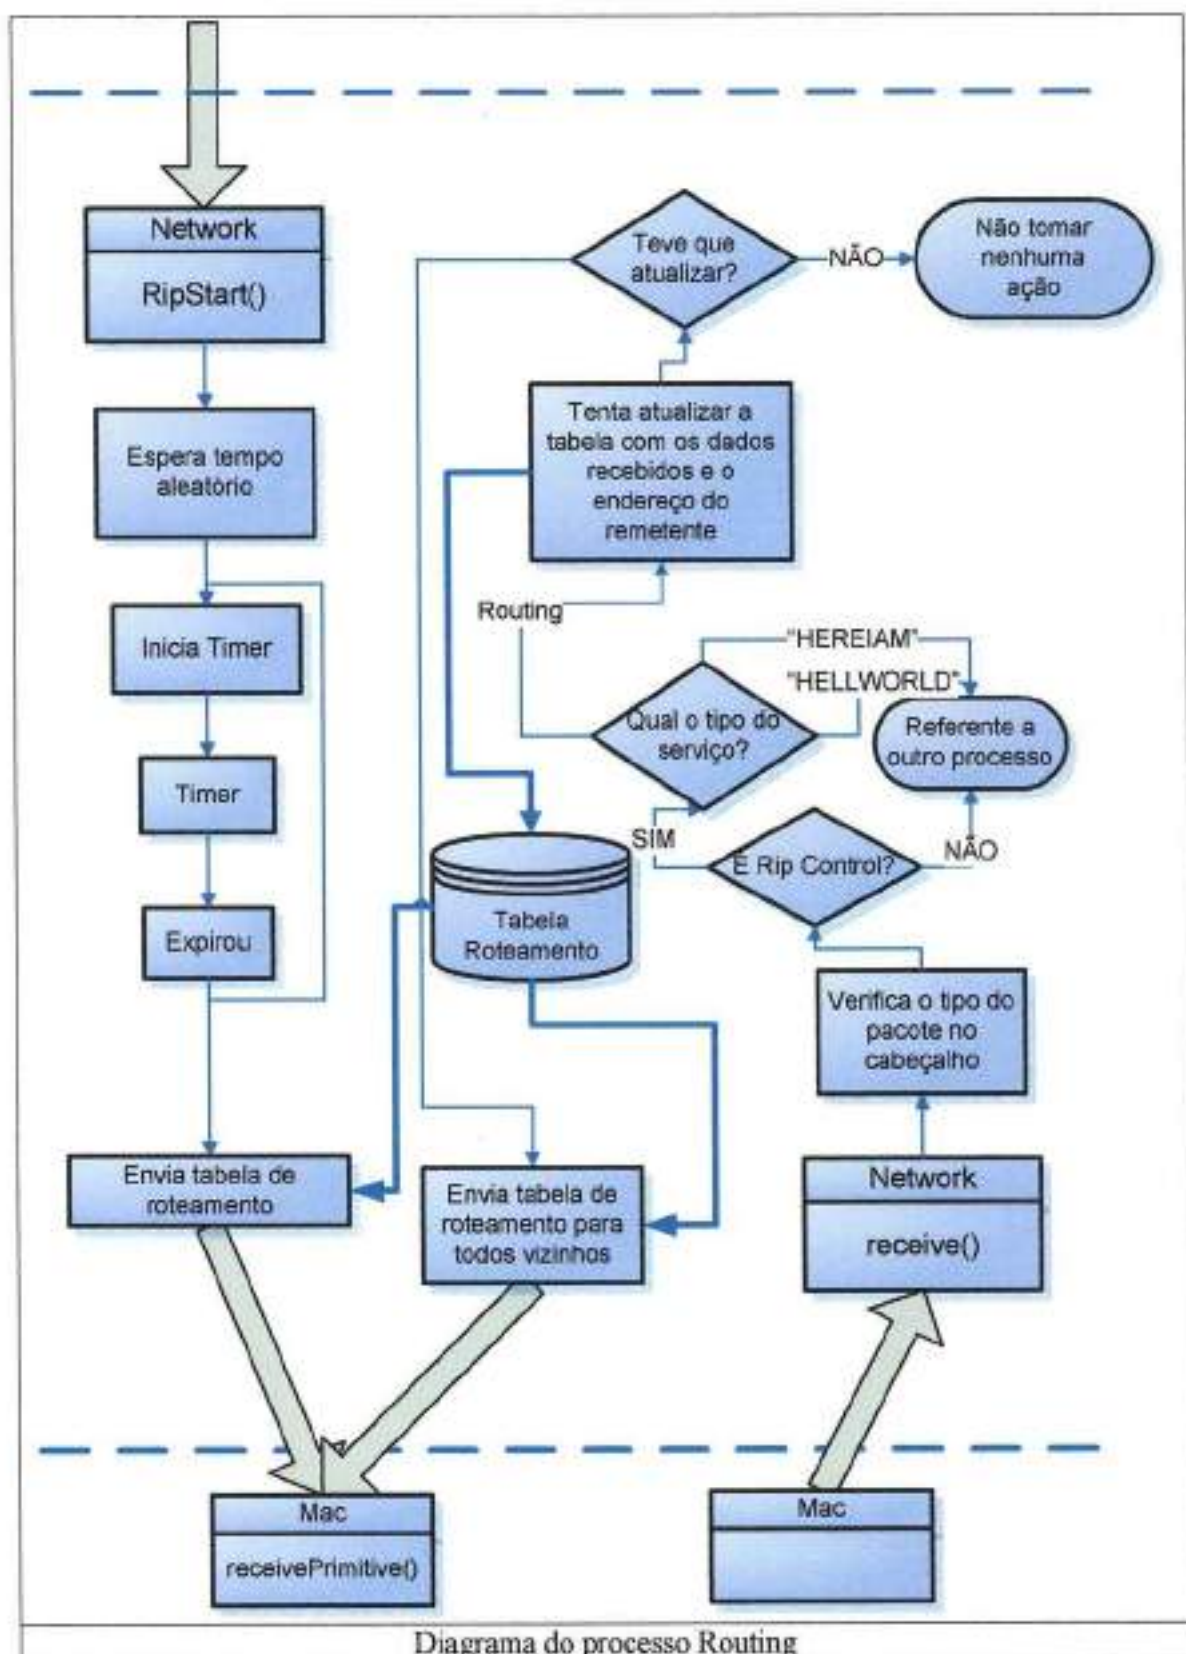 Network
RipStart()
Espera tempo
aleatório
Inicia Timer
Timer
Expirou
Envia tabela de
roteamento
Teve que
atualizar?
NÃO
Não tomar
nenhuma
ação
Tenta atualizar a
tabela com os dados
recebidos e o
endereço do
remetente
Routing
"HEREIAM"
"HELLWORLD"
Qual o tipo do
serviço?
Referente a
outro processo
SIM
É Rip Control?
NÃO
Tabela
Roteamento
Verifica o tipo do
pacote no
cabeçalho
Envia tabela de
roteamento para
todos vizinhos
Network
receive()
Mac
receivePrimitive()
Mac
Diagrama do processo Routing